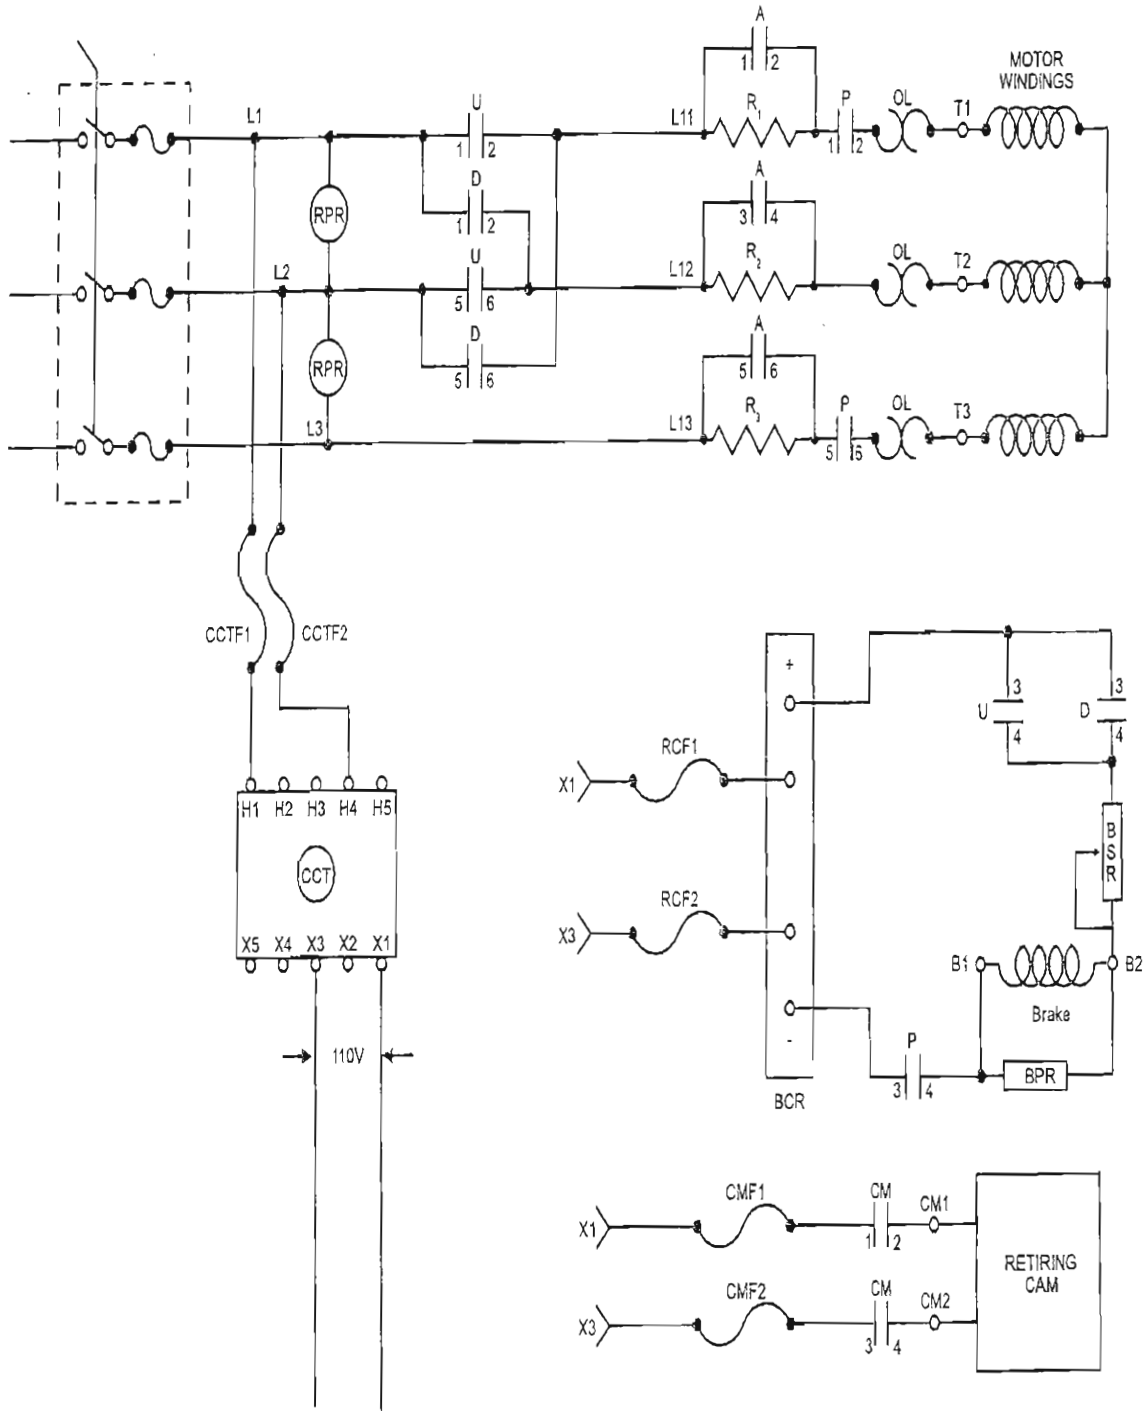 A
1 2
MOTOR
WINDINGS
L1
U
1 2
L11
R1
P
1 2
OL
T1
D
1 2
RPR
A
3 4
L2
U
5 6
L12
R2
OL
T2
D
5 6
RPR
A
5 6
L3
L13
R3
P
5 6
OL
T3
CCTF1
CCTF2
H1 H2 H3 H4 H5
CCT
X5 X4 X3 X2 X1
110V
+
3
U
4
3
D
4
RCF1
X1
BSR
RCF2
X3
B1
B2
Brake
-
P
3 4
BPR
BCR
X1
CMF1
CM
1 2
CM1
RETIRING
CAM
X3
CMF2
CM
3 4
CM2